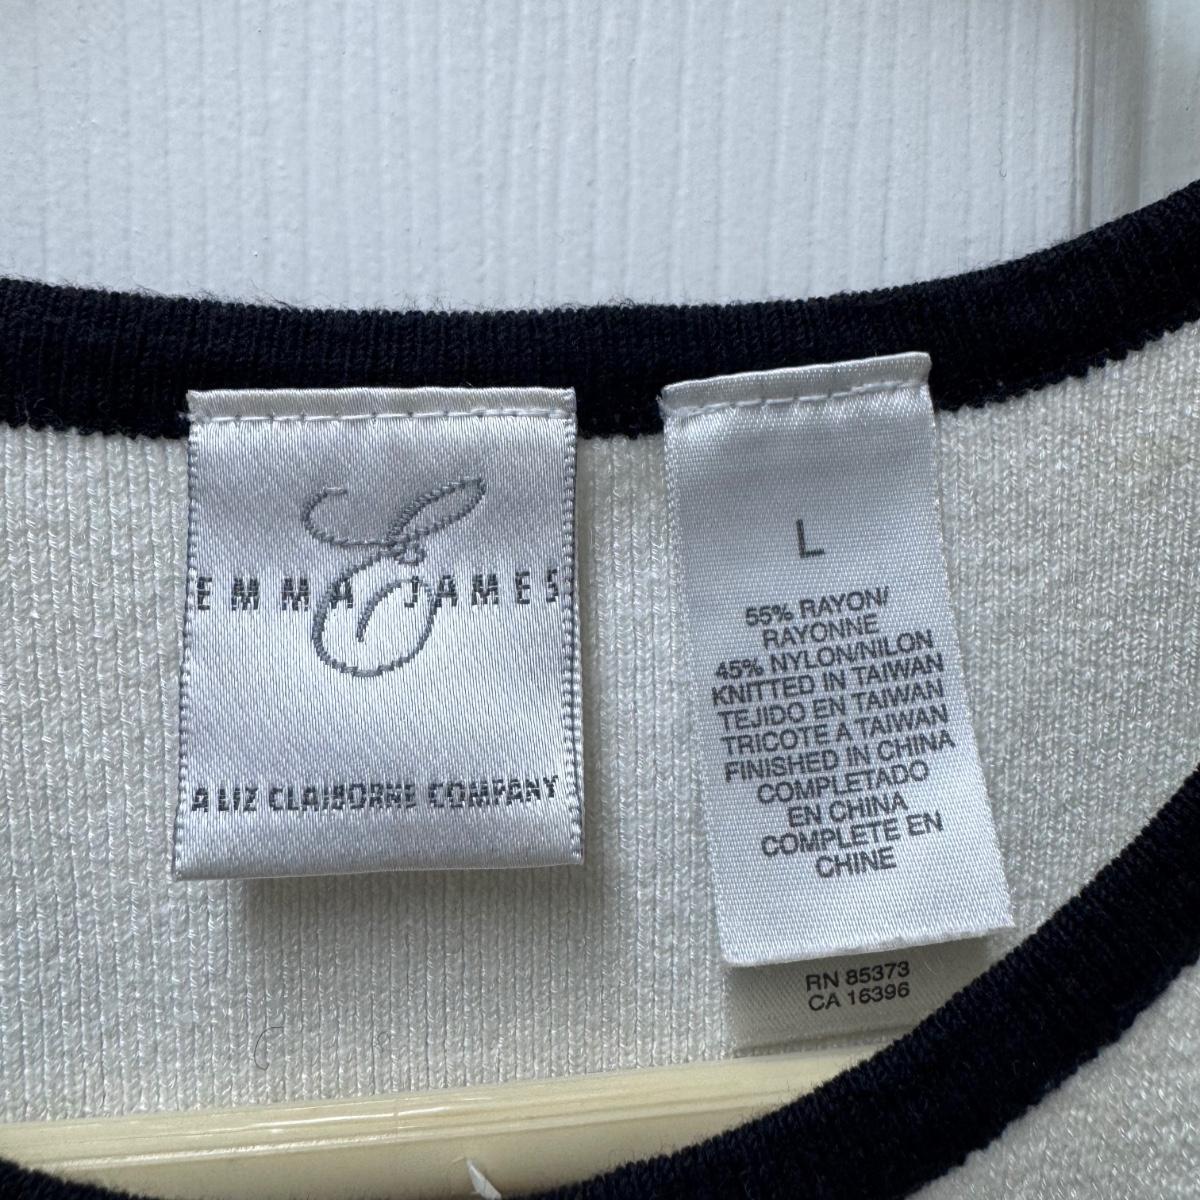 EMMA JAMES
A LIZ CLAIBORNE COMPANY
L
55% RAYON/
RAYONNE
45% NYLON/NILON
KNITTED IN TAIWAN
TEJIDO EN TAIWAN
TRICOTE A TAIWAN
FINISHED IN CHINA
COMPLETADO
EN CHINA
COMPLETE EN
CHINE
RN 85373
CA 16396